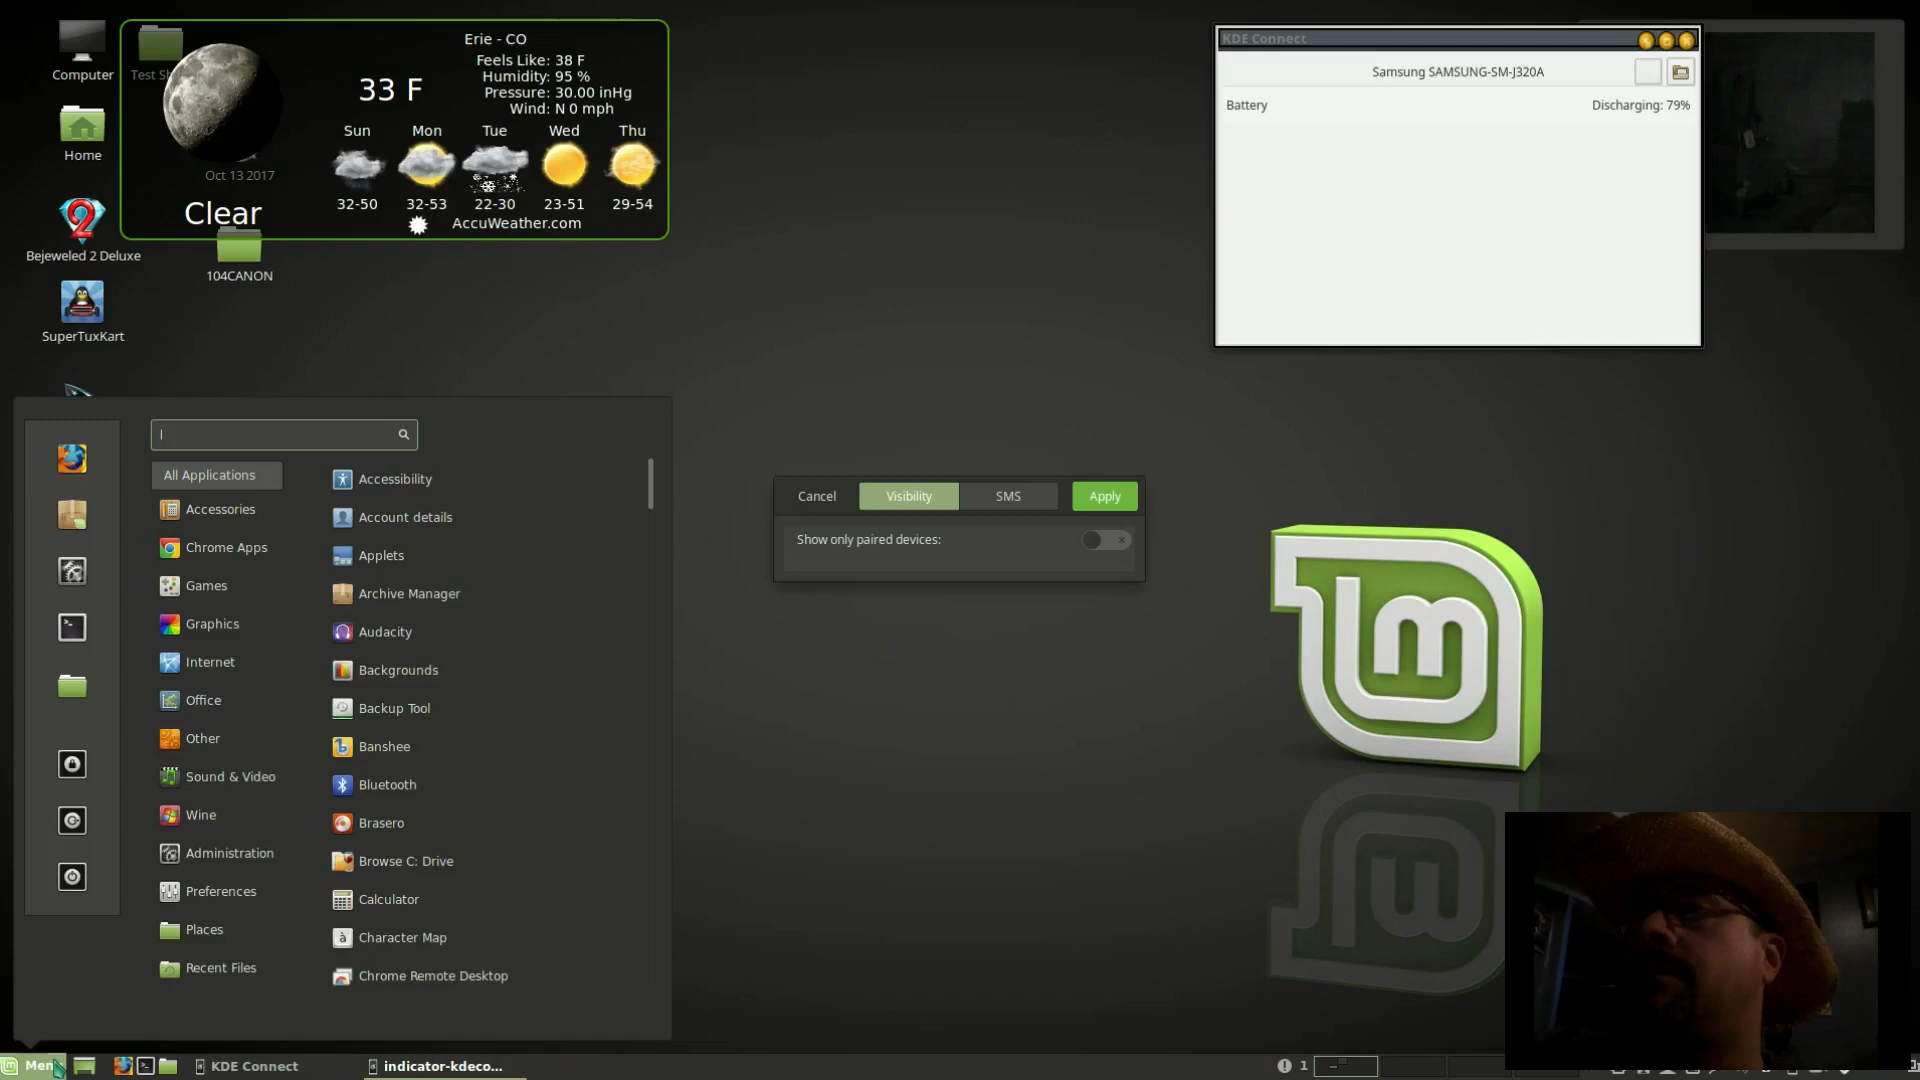 Computer
Test S
Home
Bejeweled 2 Deluxe
SuperTuxKart
104CANON
Oct 13 2017
Clear
33 F
Erie - CO
Feels Like: 38 F
Humidity: 95 %
Pressure: 30.00 inHg
Wind: N 0 mph
Sun Mon Tue Wed Thu
32-50 32-53 22-30 23-51 29-54
AccuWeather.com
KDE Connect
Samsung SAMSUNG-SM-J320A
Battery Discharging: 79%
All Applications
Accessories
Chrome Apps
Games
Graphics
Internet
Office
Other
Sound & Video
Wine
Administration
Preferences
Places
Recent Files
Accessibility
Account details
Applets
Archive Manager
Audacity
Backgrounds
Backup Tool
Banshee
Bluetooth
Brasero
Browse C: Drive
Calculator
Character Map
Chrome Remote Desktop
Cancel Visibility SMS Apply
Show only paired devices:
Menu KDE Connect indicator-kdeco... 1